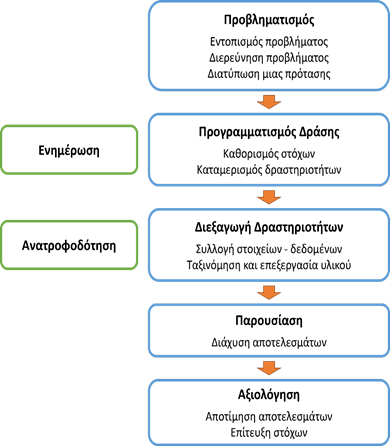 Προβληματισμός
Εντοπισμός προβλήματος
Διερεύνηση προβλήματος
Διατύπωση μιας πρότασης
Ενημέρωση
Προγραμματισμός Δράσης
Καθορισμός στόχων
Καταμερισμός δραστηριοτήτων
Ανατροφοδότηση
Διεξαγωγή Δραστηριοτήτων
Συλλογή στοιχείων - δεδομένων
Ταξινόμηση και επεξεργασία υλικού
Παρουσίαση
Διάχυση αποτελεσμάτων
Αξιολόγηση
Αποτίμηση αποτελεσμάτων
Επίτευξη στόχων